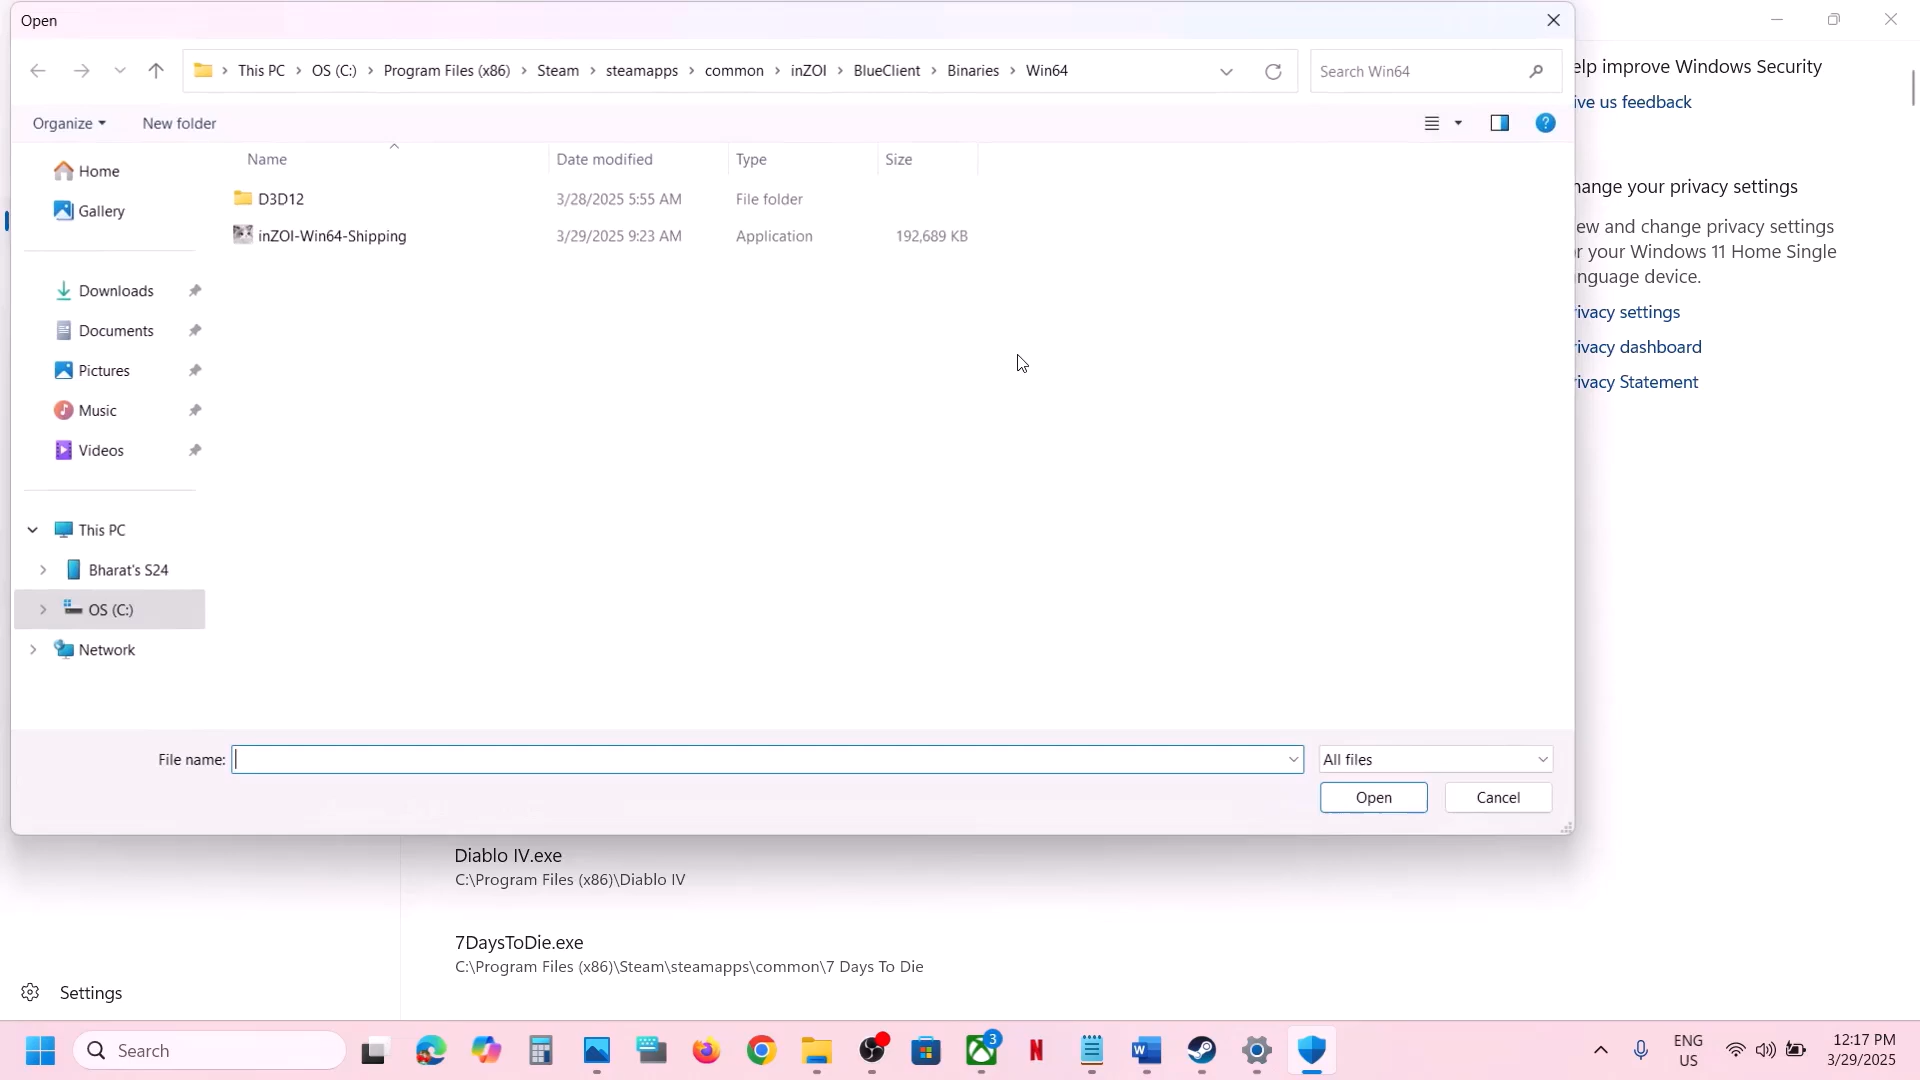 Open
This PC > OS (C:) > Program Files (x86) > Steam > steamapps > common > inZOI > BlueClient > Binaries > Win64
Search Win64
Organize
New folder
Name
Date modified
Type
Size
D3D12
3/28/2025 5:55 AM
File folder
inZOI-Win64-Shipping
3/29/2025 9:23 AM
Application
192,689 KB
Home
Gallery
Downloads
Documents
Pictures
Music
Videos
This PC
Bharat's S24
OS (C:)
Network
File name:
All files
Open
Cancel
elp improve Windows Security
ive us feedback
hange your privacy settings
ew and change privacy settings
r your Windows 11 Home Single
nguage device.
rivacy settings
rivacy dashboard
rivacy Statement
Diablo IV.exe
C:\Program Files (x86)\Diablo IV
7DaysToDie.exe
C:\Program Files (x86)\Steam\steamapps\common\7 Days To Die
Settings
Search
3
ENG
US
12:17 PM
3/29/2025